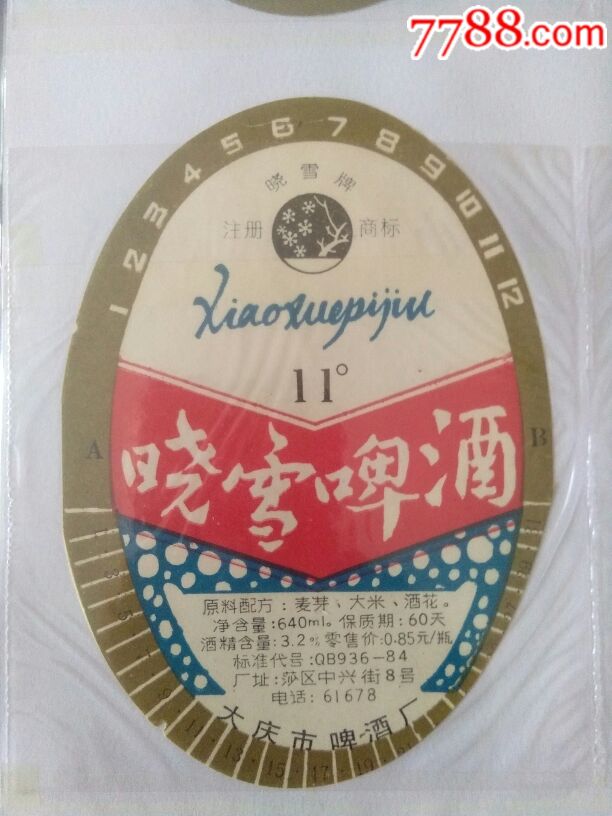 7788.com
1 2 3 4 5 6 7 8 9 10 11 12
晓雪牌
注册 商标
Xiaoxuepijiu
11°
A B
晓雪啤酒
原料配方：麦芽、大米、酒花。
净含量：640ml。保质期：60天
酒精含量：3.2% 零售价：0.85元/瓶
标准代号：QB936-84
厂址：莎区中兴街8号
电话：61678
大庆市啤酒厂